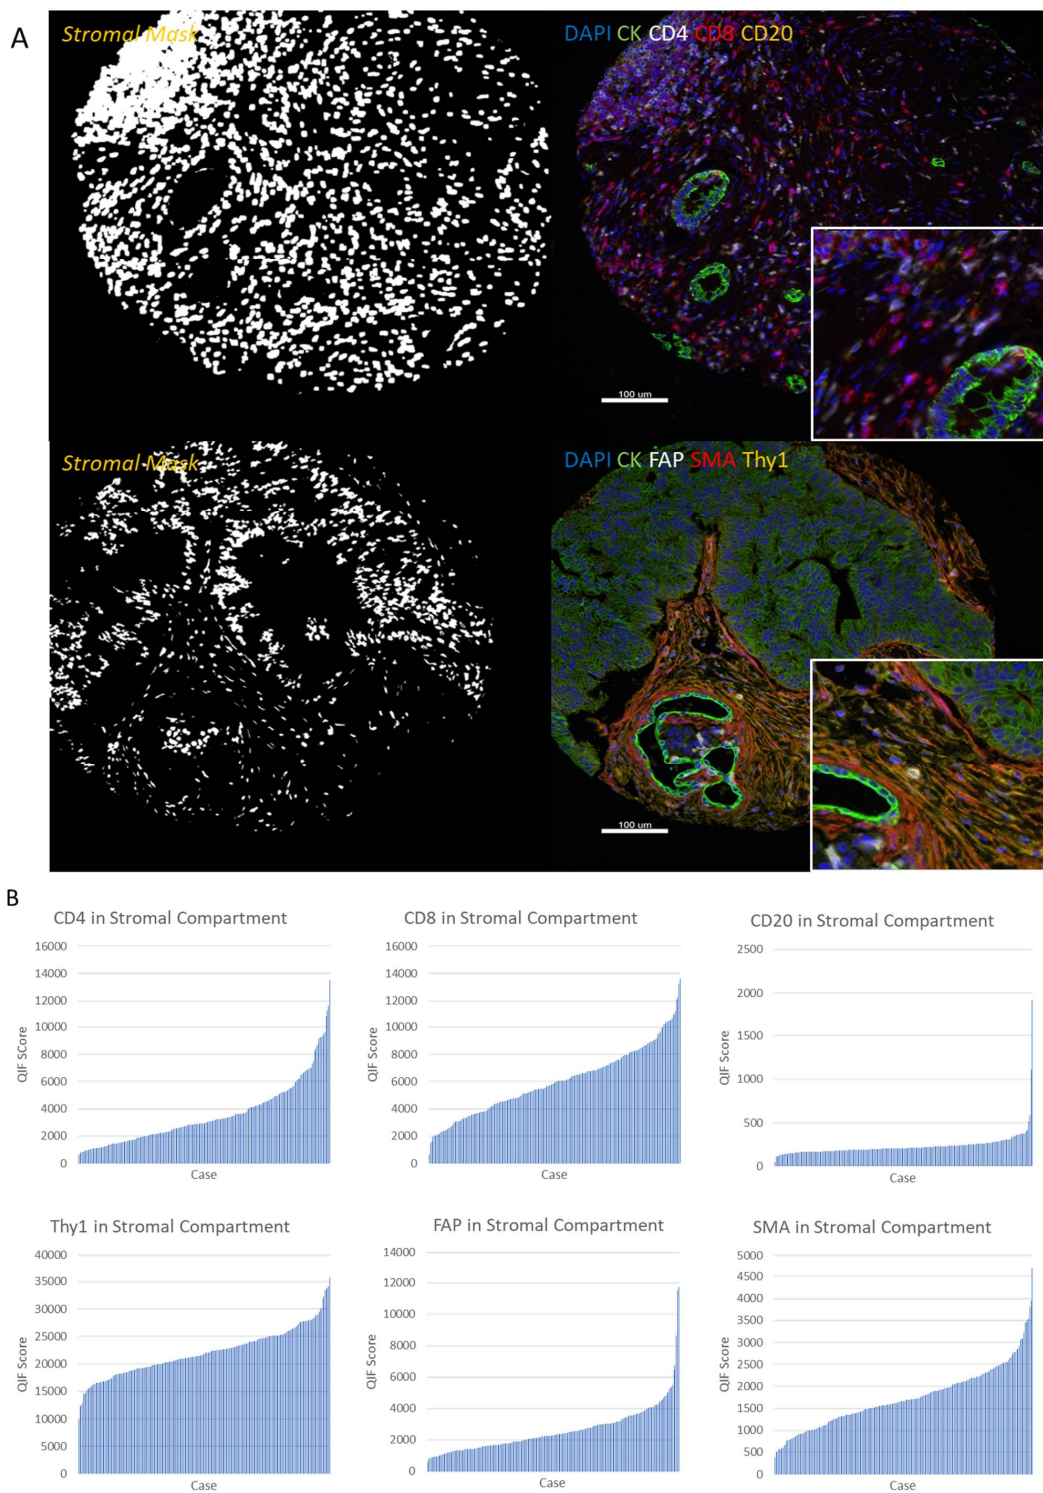 A
Stromal Mask
DAPI CK CD4 CD8 CD20
100 um
Stromal Mask
DAPI CK FAP SMA Thy1
100 um
B
CD4 in Stromal Compartment
16000
14000
12000
10000
8000
6000
4000
2000
0
QIF SCore
Case
CD8 in Stromal Compartment
16000
14000
12000
10000
8000
6000
4000
2000
0
QIF Score
Case
CD20 in Stromal Compartment
2500
2000
1500
1000
500
0
QIF Score
Case
Thy1 in Stromal Compartment
40000
35000
30000
25000
20000
15000
10000
5000
0
QIF Score
Case
FAP in Stromal Compartment
14000
12000
10000
8000
6000
4000
2000
0
QIF Score
Case
SMA in Stromal Compartment
5000
4500
4000
3500
3000
2500
2000
1500
1000
500
0
QIF Score
Case